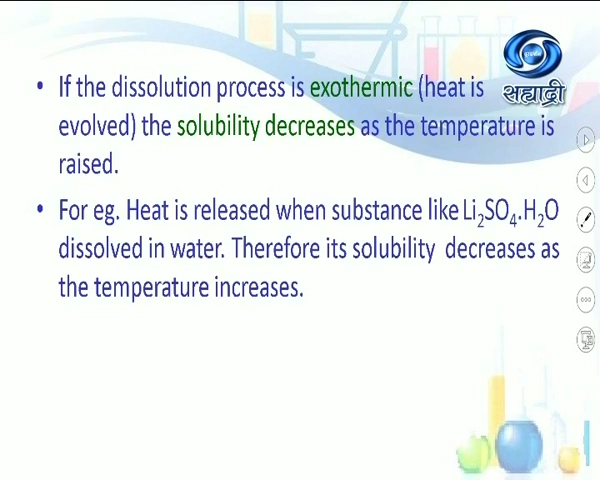 सह्याद्री
• If the dissolution process is exothermic (heat is
evolved) the solubility decreases as the temperature is
raised.
• For eg. Heat is released when substance like Li₂SO₄.H₂O
dissolved in water. Therefore its solubility decreases as
the temperature increases.